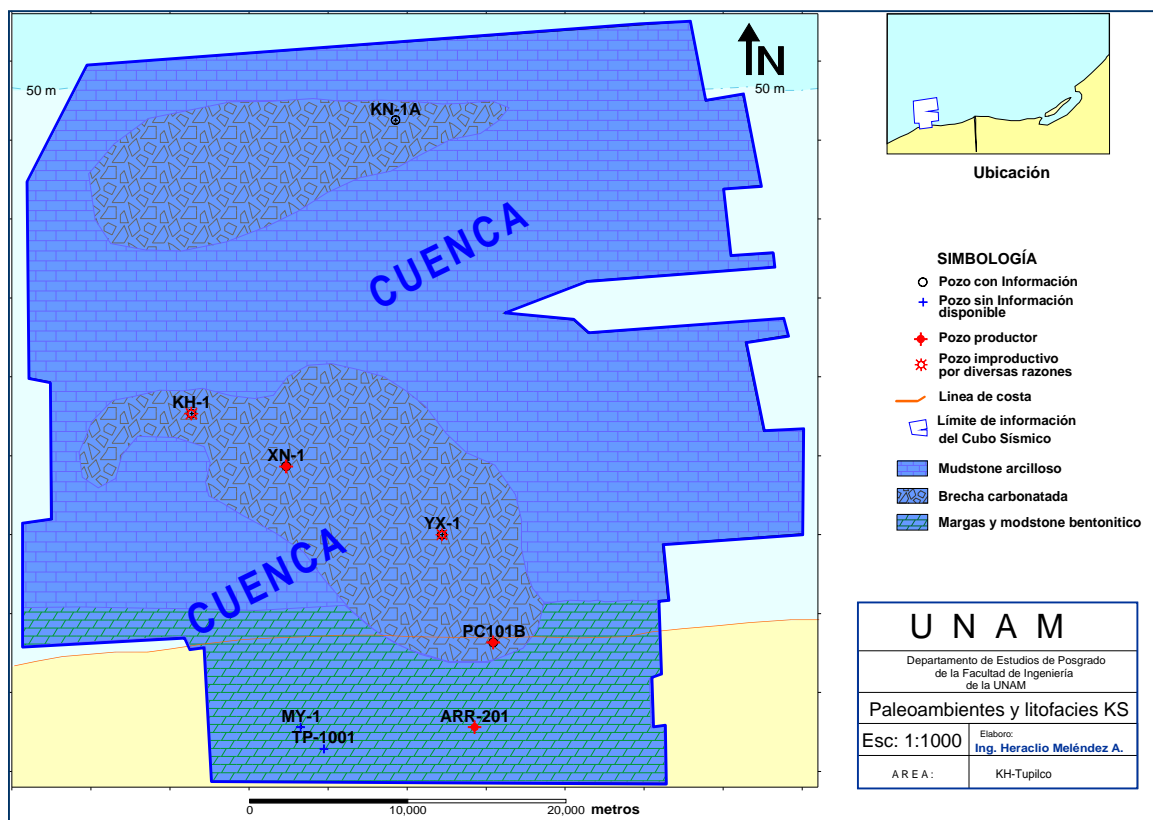 N
50 m
50 m
KN-1A
CUENCA
KH-1
XN-1
YX-1
CUENCA
PC101B
MY-1
ARR-201
TP-1001
0
10,000
20,000
metros
Ubicación
SIMBOLOGÍA
Pozo con Información
Pozo sin Información
disponible
Pozo productor
Pozo improductivo
por diversas razones
Linea de costa
Límite de información
del Cubo Sísmico
Mudstone arcilloso
Brecha carbonatada
Margas y modstone bentonitico
U N A M
Departamento de Estudios de Posgrado
de la Facultad de Ingeniería
de la UNAM
Paleoambientes y litofacies KS
Esc: 1:1000
Elaboro:
Ing. Heraclio Meléndez A.
AREA:
KH-Tupilco